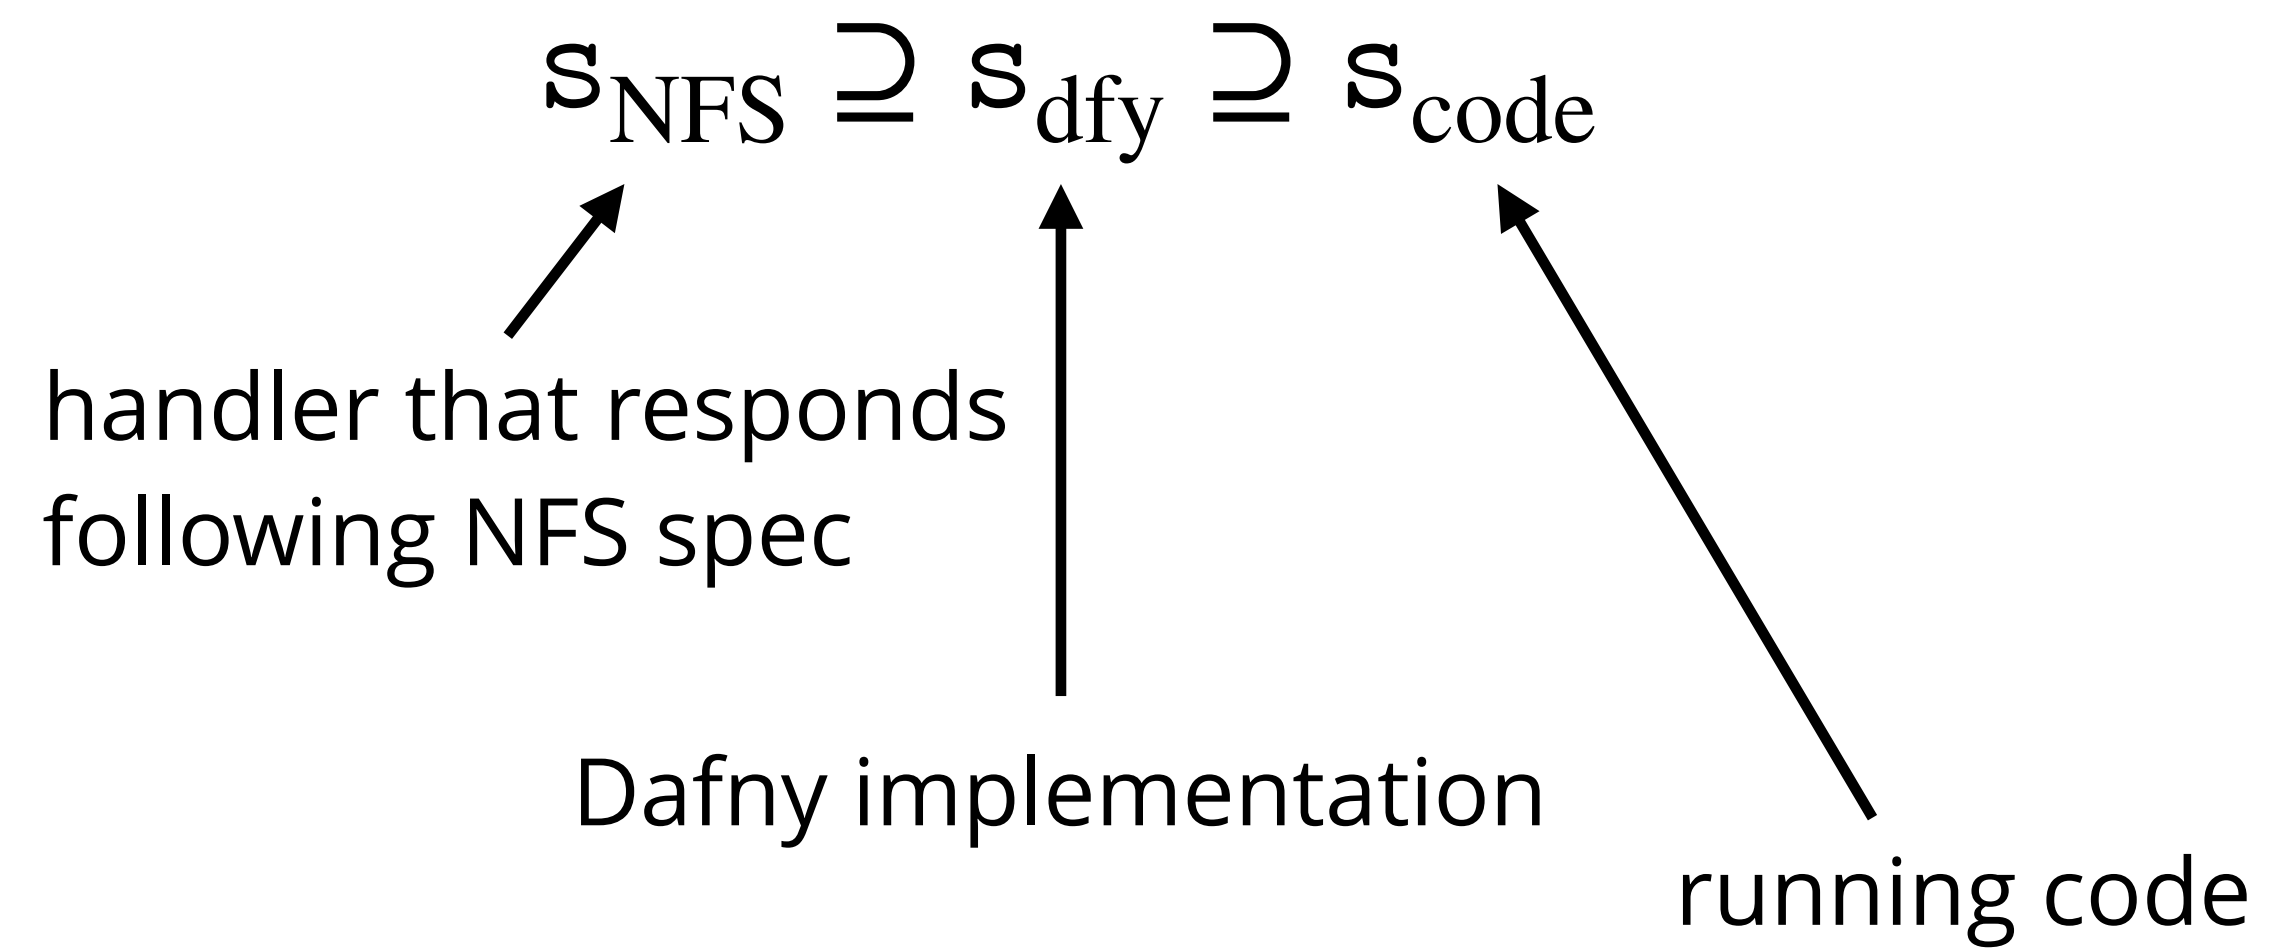 s_NFS ⊇ s_dfy ⊇ s_code
handler that responds
following NFS spec
Dafny implementation
running code